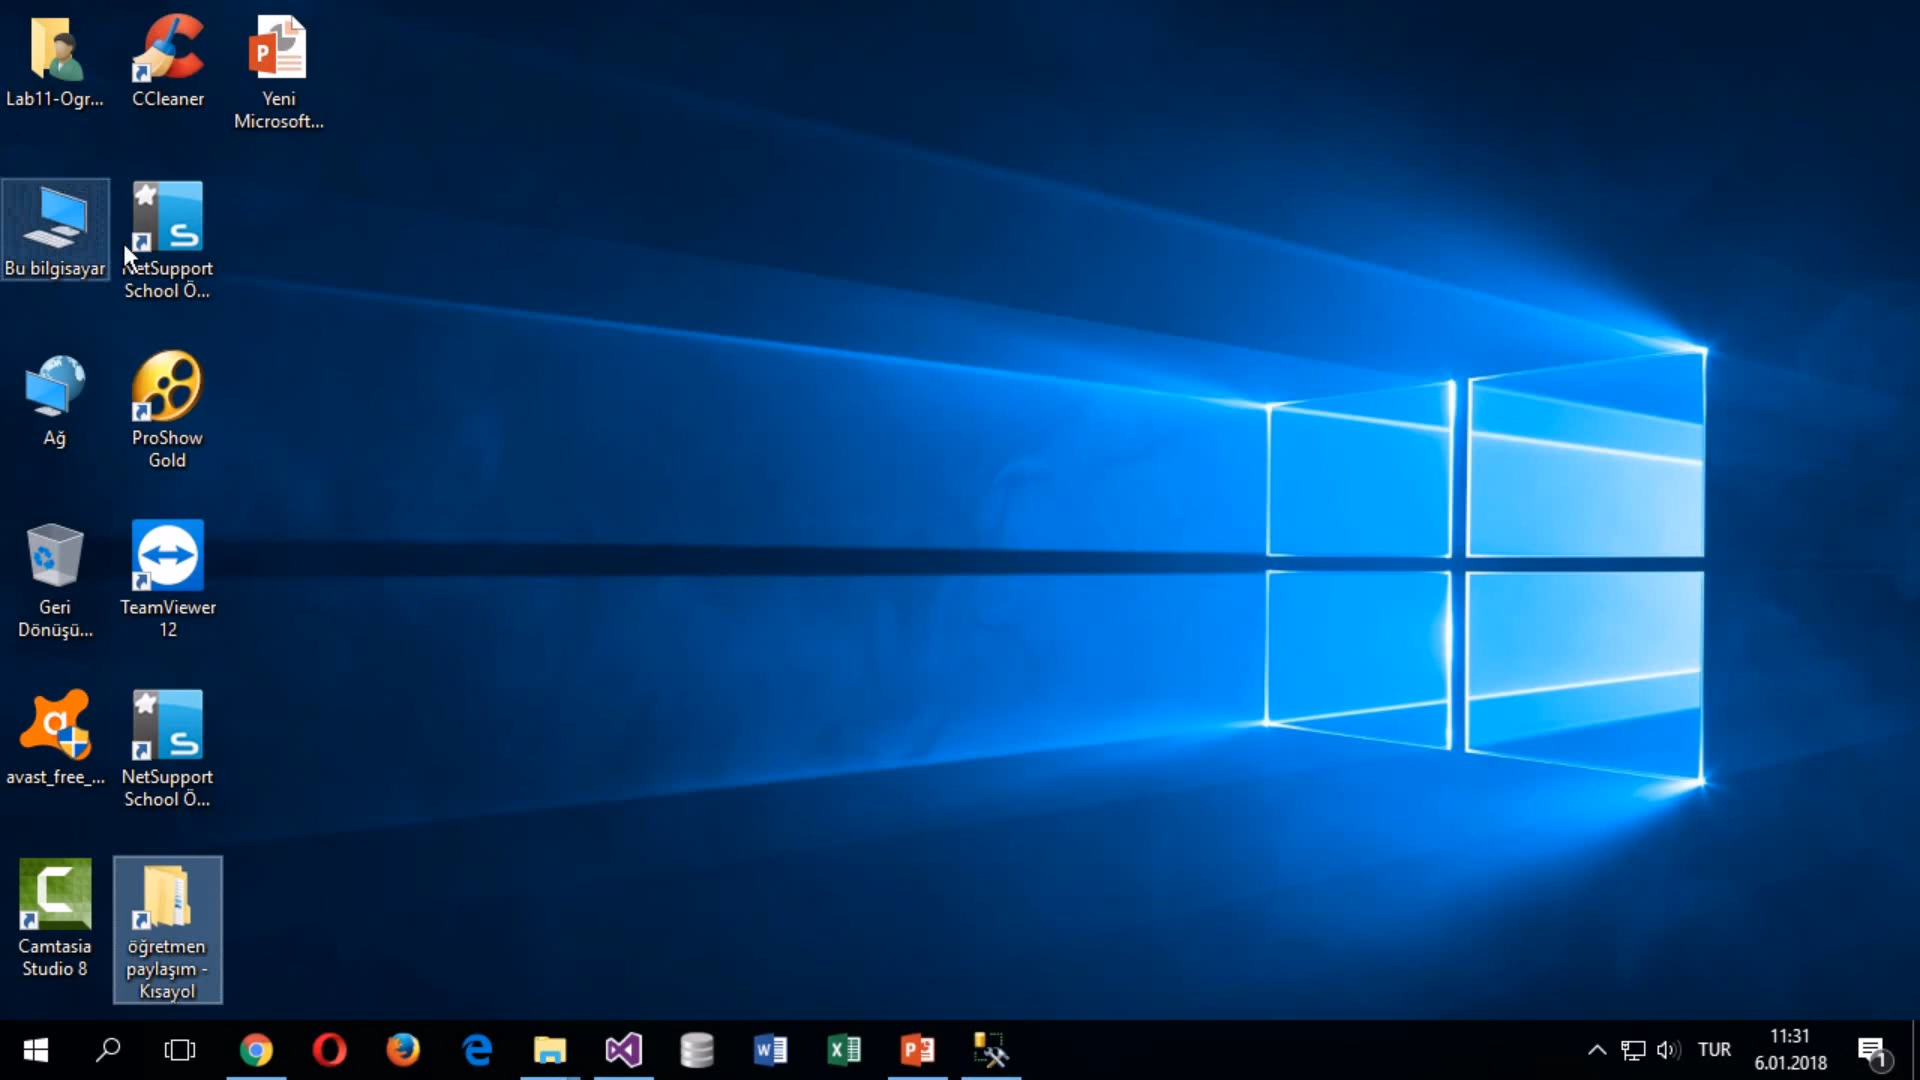 Lab11-Ogr...
CCleaner
Yeni
Microsoft...
Bu bilgisayar
NetSupport
School Ö...
Ağ
ProShow
Gold
Geri
Dönüşü...
TeamViewer
12
avast_free_...
NetSupport
School Ö...
Camtasia
Studio 8
öğretmen
paylaşım -
Kısayol
TUR
11:31
6.01.2018
1